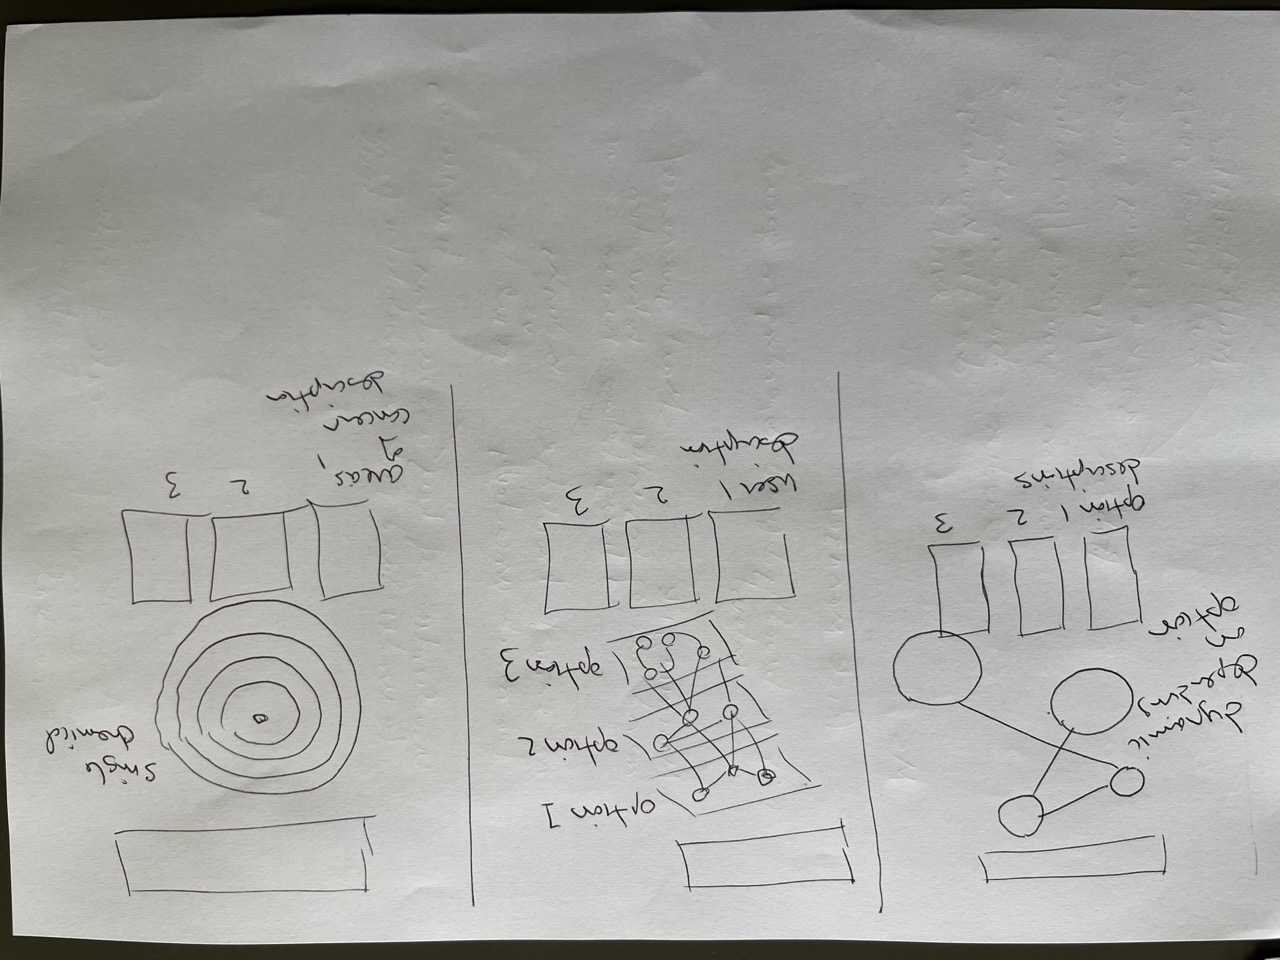 dynamic
depending
on
option
option 1 2 3
descriptions
option 1
option 2
option 3
user 1 2 3
description
single
chemical
areas 1 2 3
of
concern
description